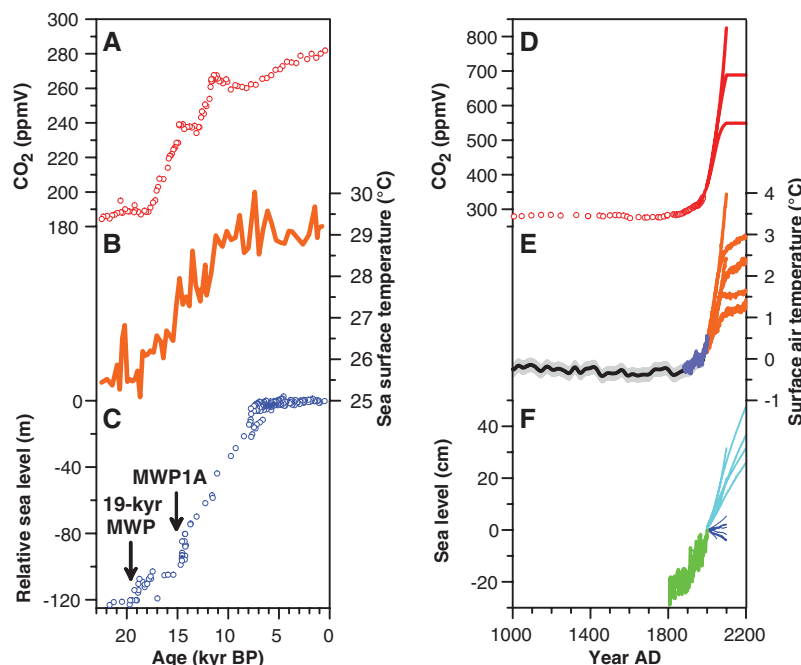 A
CO2 (ppmV)
300
280
260
240
220
200
180
B
30
29
28
27
26
25
Sea surface temperature (°C)
C
Relative sea level (m)
0
-40
-80
-120
MWP1A
19-kyr
MWP
20
15
10
5
0
Age (kyr BP)
D
CO2 (ppmV)
800
700
600
500
400
300
E
4
3
2
1
0
-1
Surface air temperature (°C)
F
Sea level (cm)
40
20
0
-20
1000
1400
1800
2200
Year AD